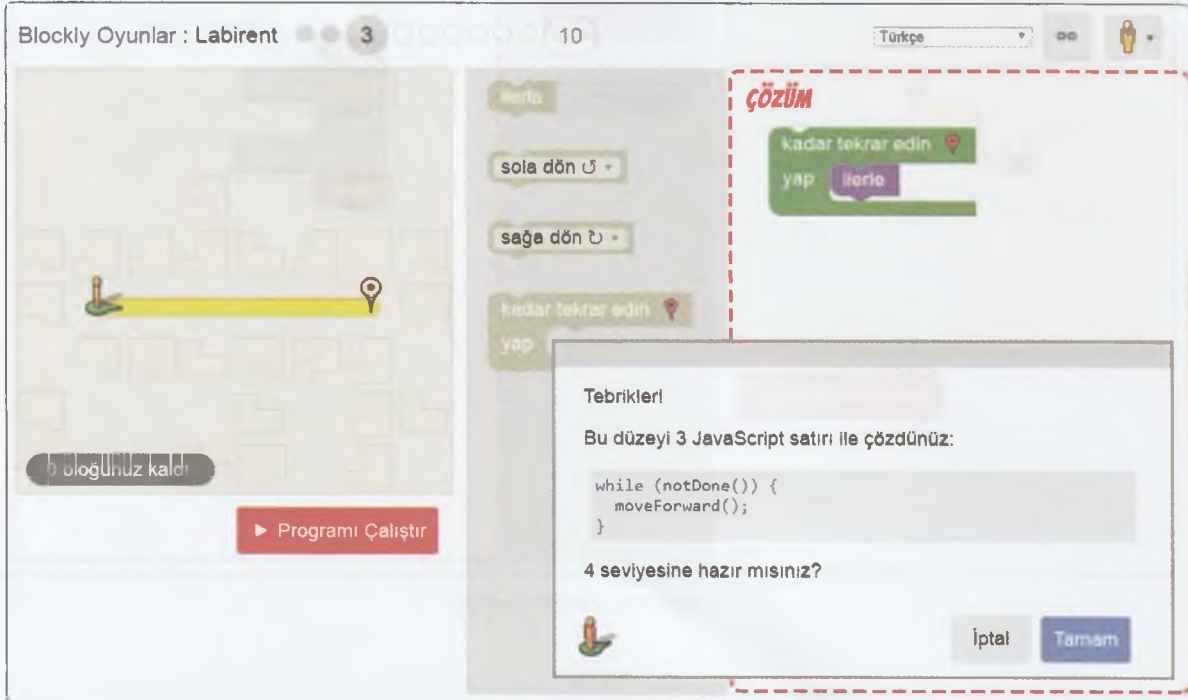 Blockly Oyunlar : Labirent 3 10
Türkçe
ilerle
sola dön
sağa dön
kadar tekrar edin
yap
0 bloğunuz kaldı
Programı Çalıştır
ÇÖZÜM
kadar tekrar edin
yap ilerle
Tebrikler!
Bu düzeyi 3 JavaScript satırı ile çözdünüz:
while (notDone()) {
moveForward();
}
4 seviyesine hazır mısınız?
İptal Tamam